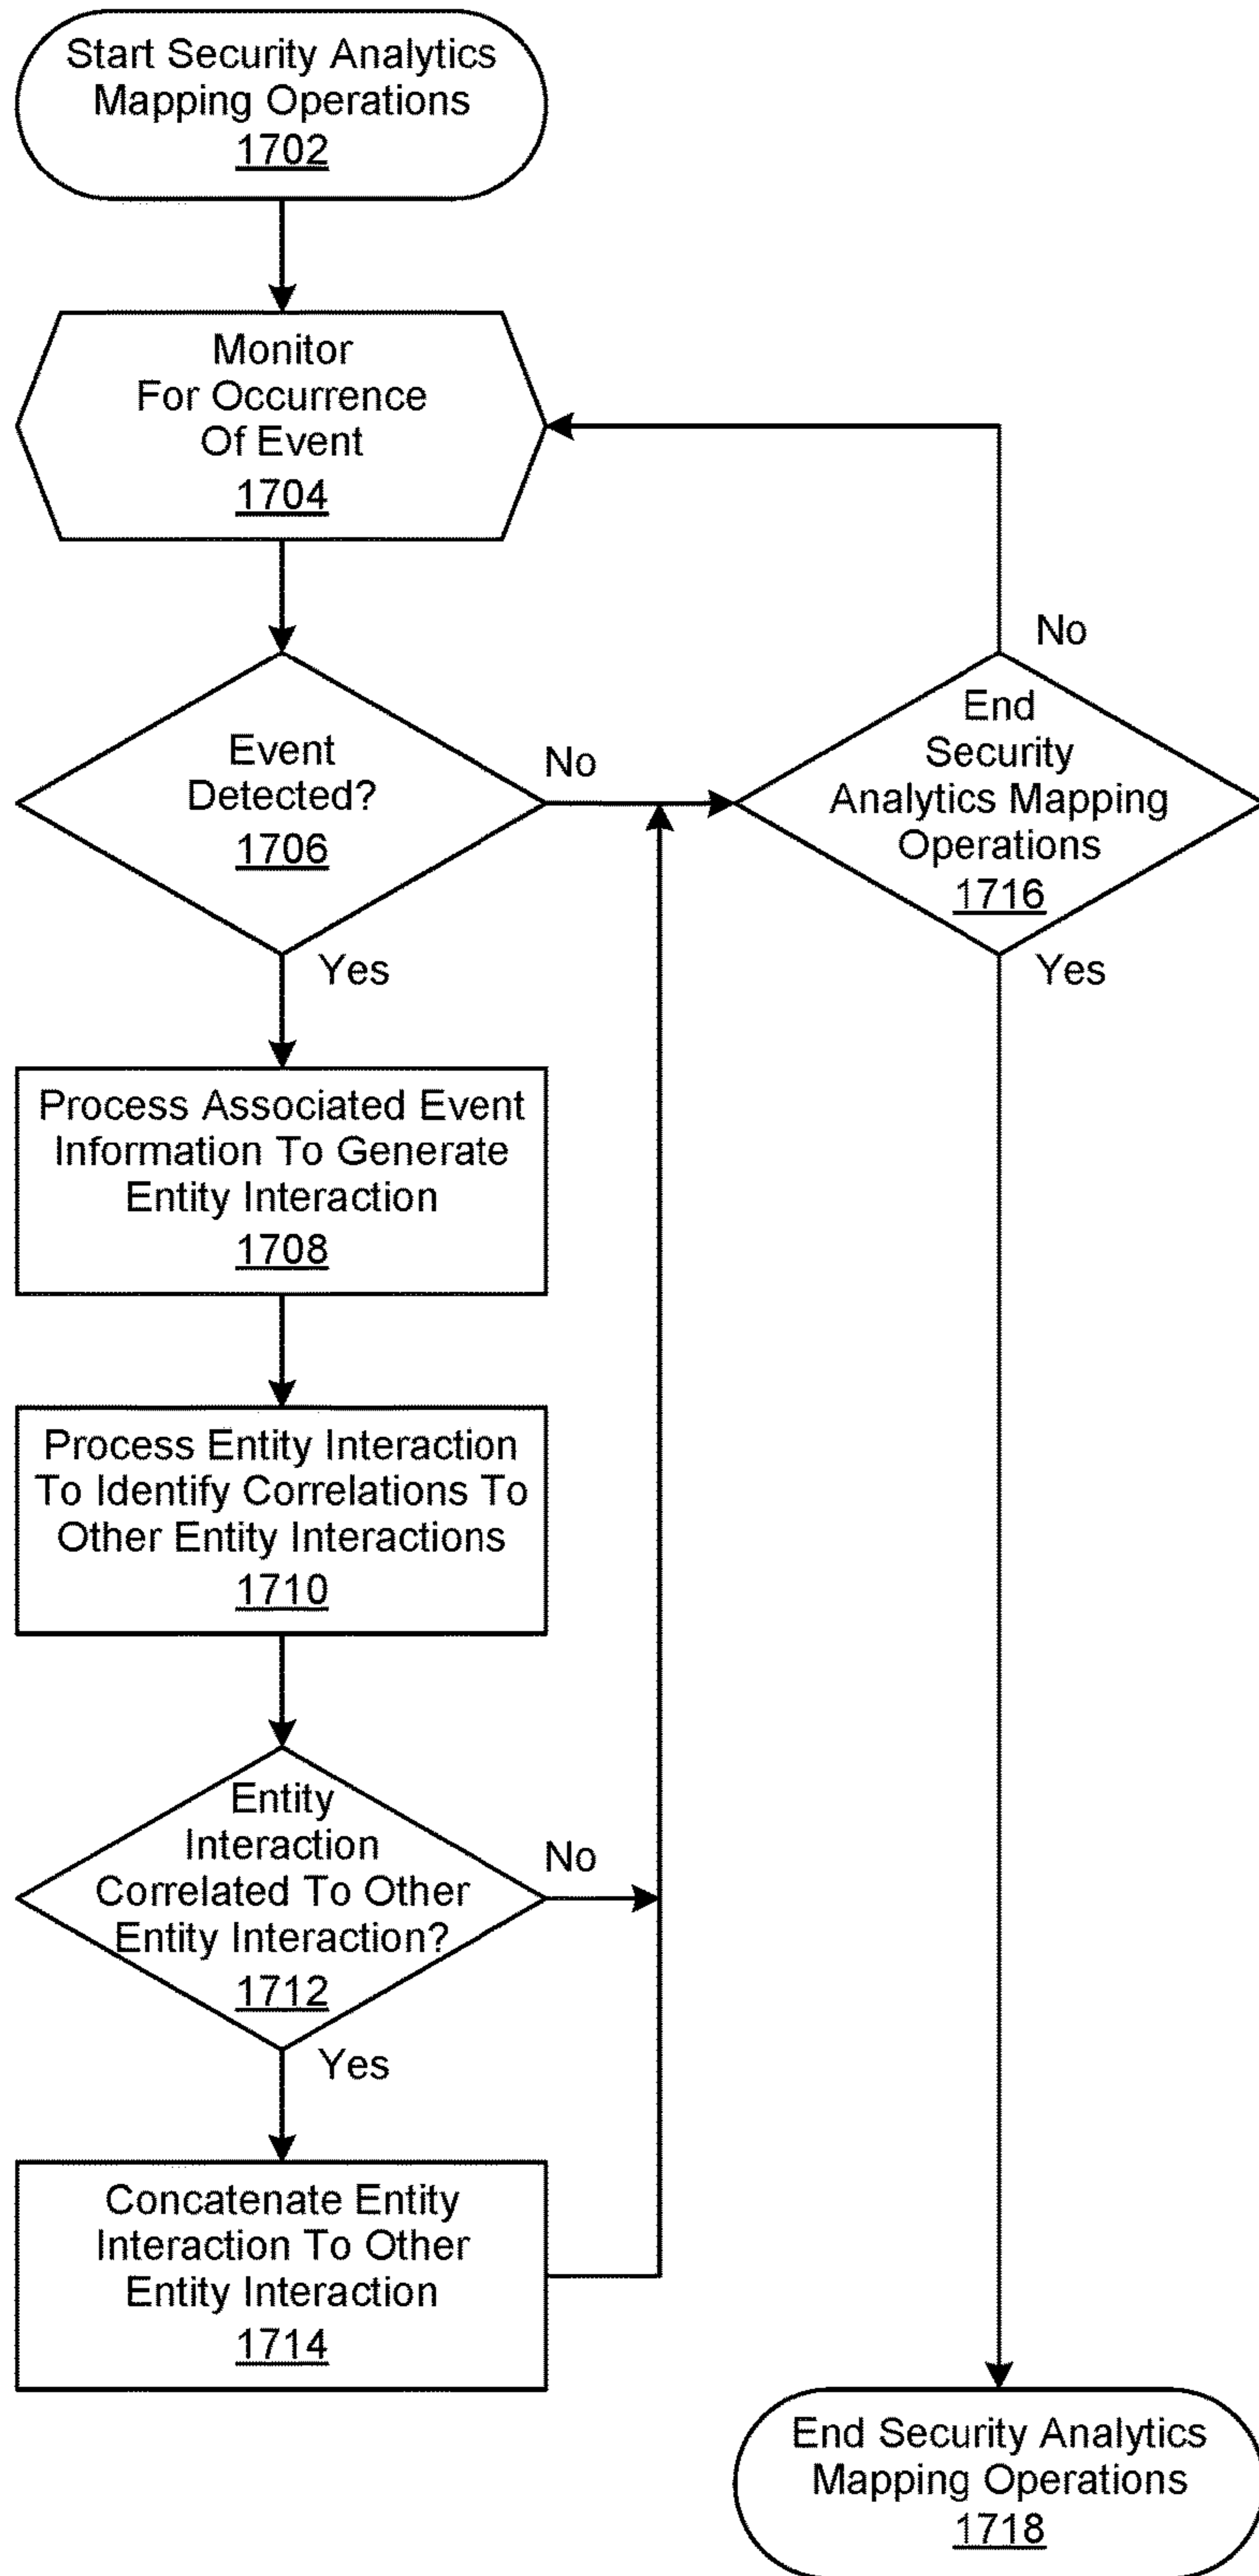 Start Security Analytics
Mapping Operations
1702
Monitor
For Occurrence
Of Event
1704
Event
Detected?
1706
No
Yes
End
Security
Analytics Mapping
Operations
1716
No
Yes
Process Associated Event
Information To Generate
Entity Interaction
1708
Process Entity Interaction
To Identify Correlations To
Other Entity Interactions
1710
Entity
Interaction
Correlated To Other
Entity Interaction?
1712
No
Yes
Concatenate Entity
Interaction To Other
Entity Interaction
1714
End Security Analytics
Mapping Operations
1718